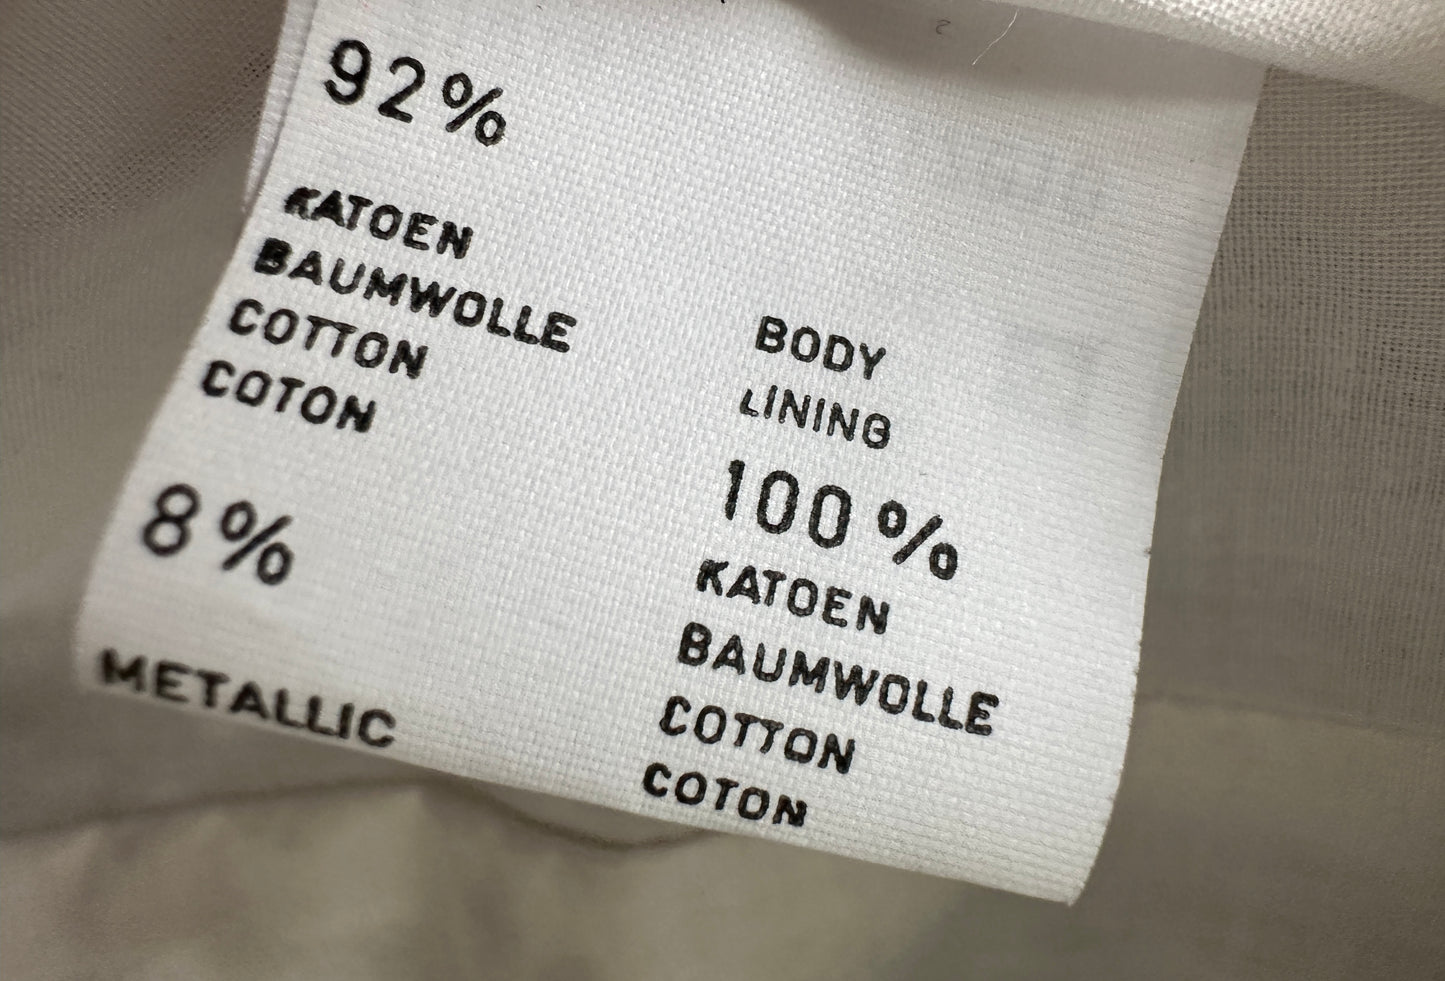 92%
KATOEN
BAUMWOLLE
COTTON
COTON
8%
METALLIC
BODY
LINING
100%
KATOEN
BAUMWOLLE
COTTON
COTON